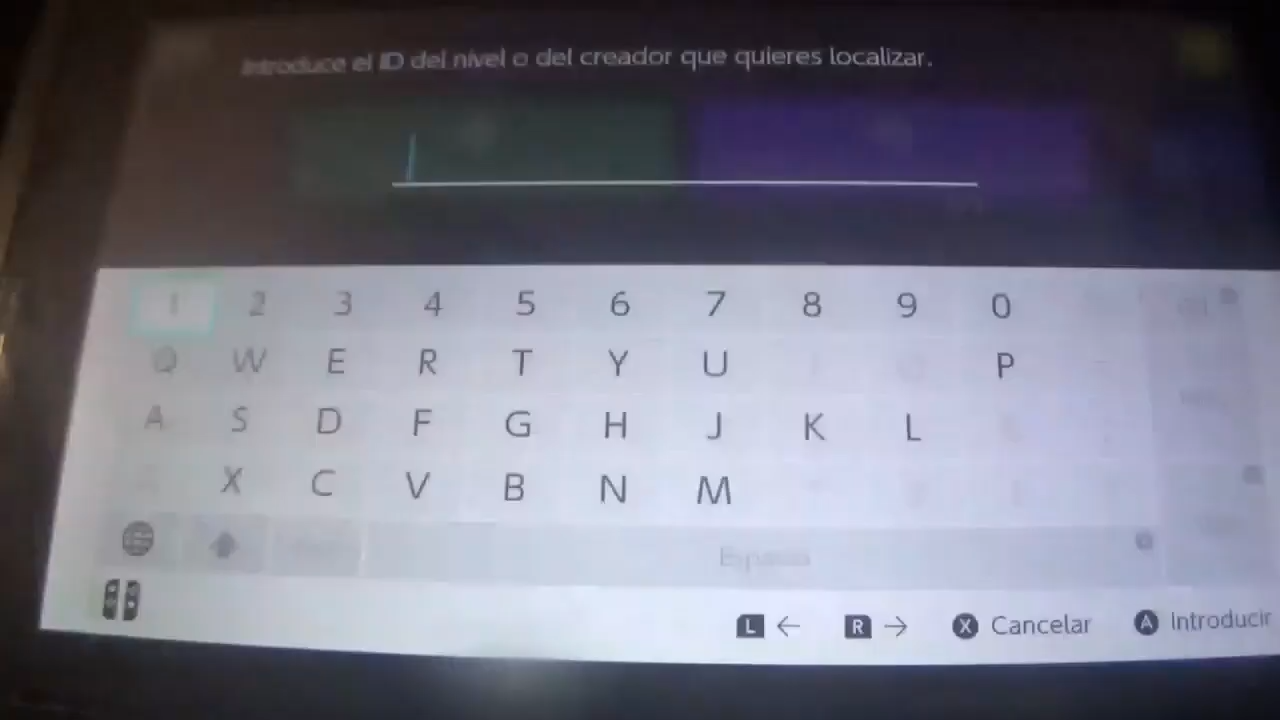 Introduce el ID del nivel o del creador que quieres localizar.
1 2 3 4 5 6 7 8 9 0
Q W E R T Y U P
A S D F G H J K L
X C V B N M
L ← R → X Cancelar A Introducir